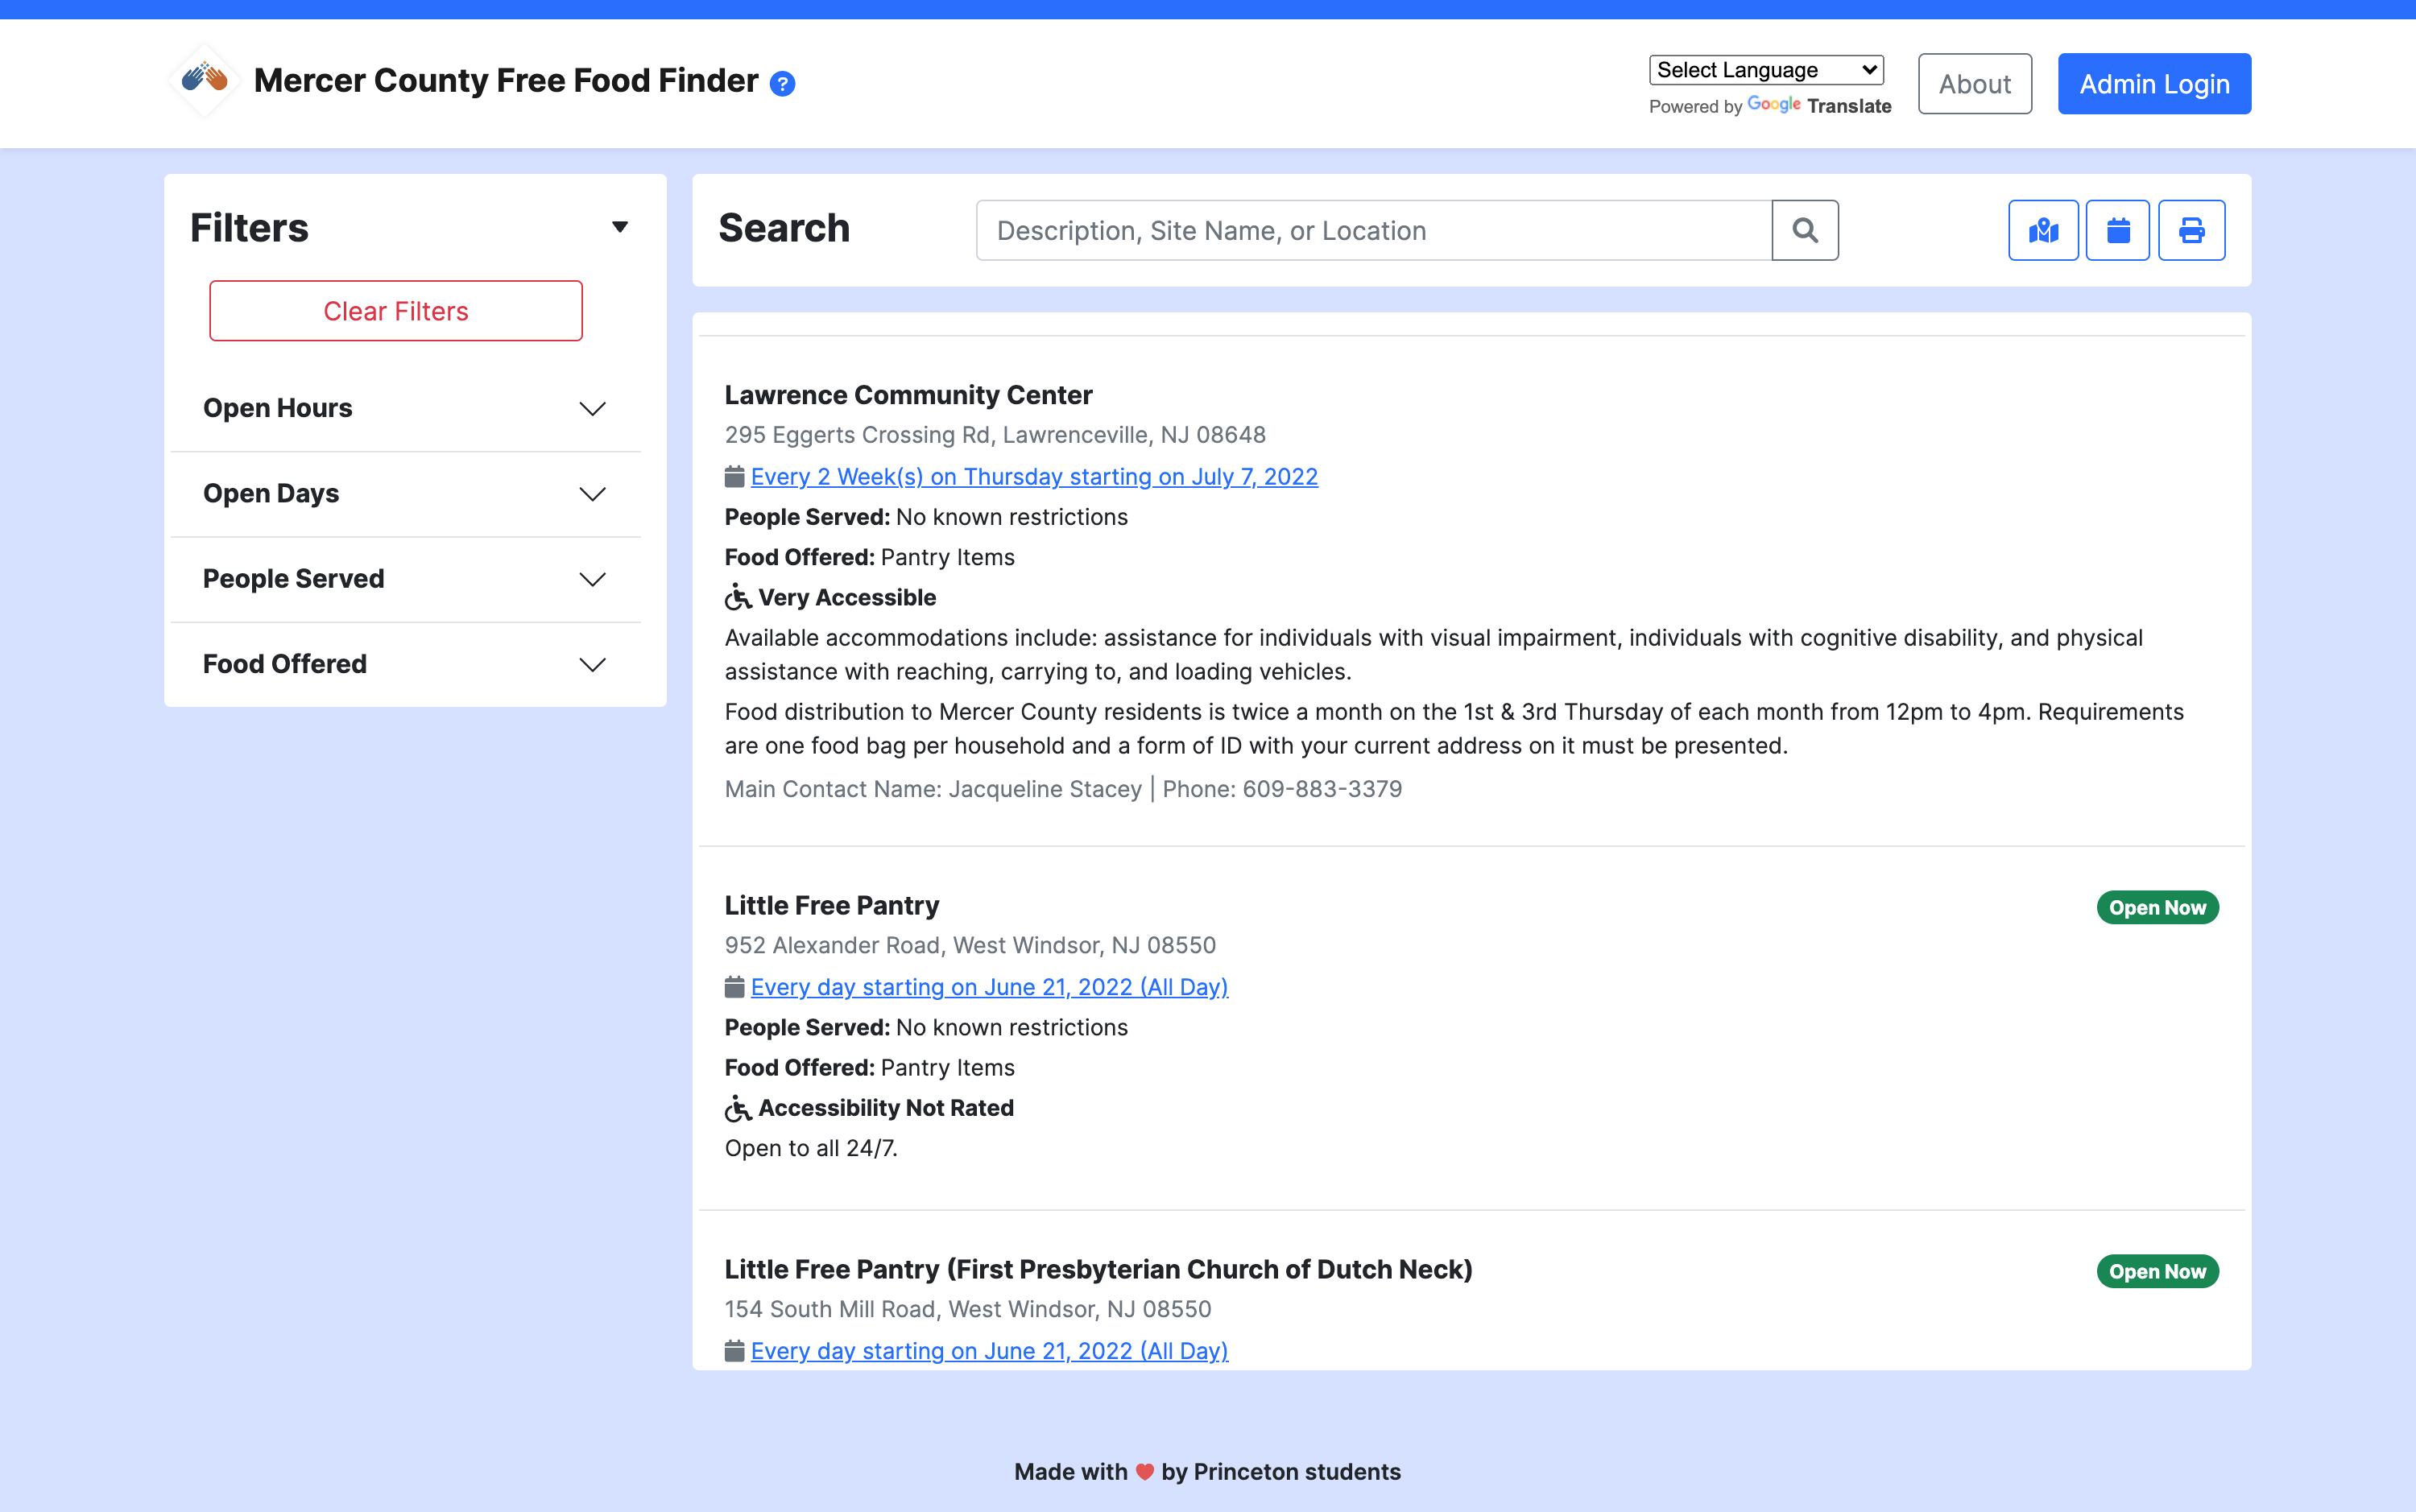 Mercer County Free Food Finder ?
Select Language
Powered by Google Translate
About
Admin Login
Filters
Clear Filters
Open Hours
Open Days
People Served
Food Offered
Search
Description, Site Name, or Location
Lawrence Community Center
295 Eggerts Crossing Rd, Lawrenceville, NJ 08648
Every 2 Week(s) on Thursday starting on July 7, 2022
People Served: No known restrictions
Food Offered: Pantry Items
Very Accessible
Available accommodations include: assistance for individuals with visual impairment, individuals with cognitive disability, and physical
assistance with reaching, carrying to, and loading vehicles.
Food distribution to Mercer County residents is twice a month on the 1st & 3rd Thursday of each month from 12pm to 4pm. Requirements
are one food bag per household and a form of ID with your current address on it must be presented.
Main Contact Name: Jacqueline Stacey | Phone: 609-883-3379
Little Free Pantry
Open Now
952 Alexander Road, West Windsor, NJ 08550
Every day starting on June 21, 2022 (All Day)
People Served: No known restrictions
Food Offered: Pantry Items
Accessibility Not Rated
Open to all 24/7.
Little Free Pantry (First Presbyterian Church of Dutch Neck)
Open Now
154 South Mill Road, West Windsor, NJ 08550
Every day starting on June 21, 2022 (All Day)
Made with ❤ by Princeton students